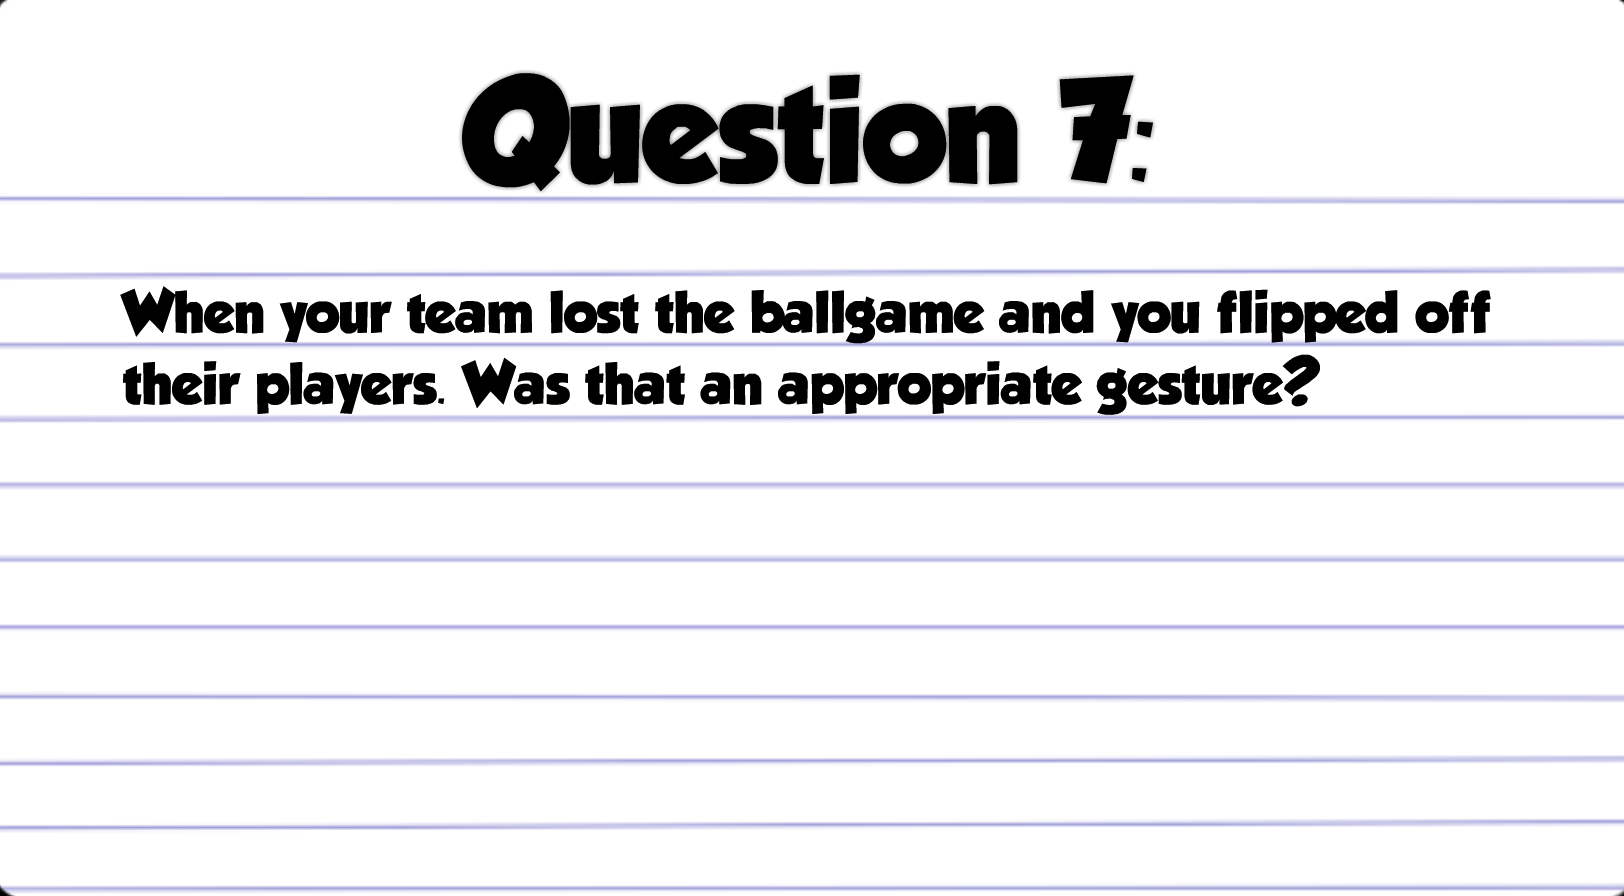 Question 7:
When your team lost the ballgame and you flipped off
their players. Was that an appropriate gesture?